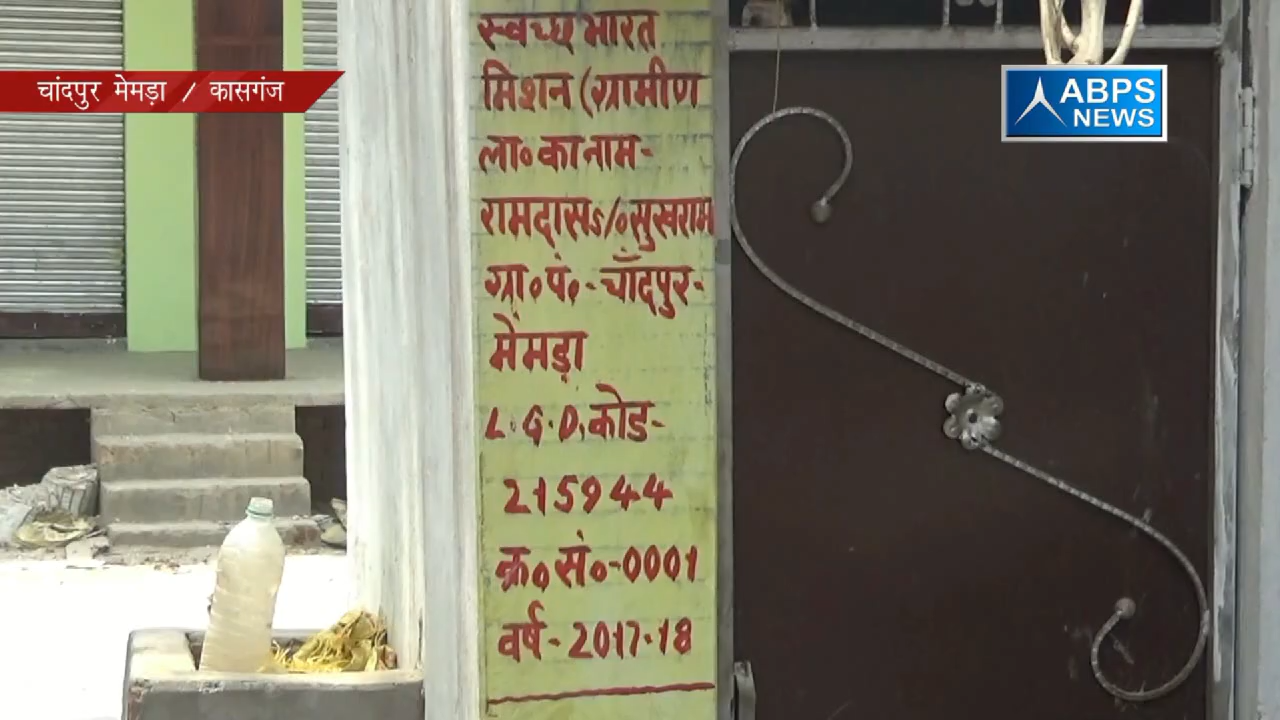 चांदपुर मेमड़ा / कासगंज
ABPS
NEWS
स्वच्छ भारत
मिशन (ग्रामीण
ला० का नाम-
रामदास S/० सुखराम
ग्रा० पं०-चाँदपुर-
मेंमड़ा
L.G.D. कोड-
215944
क्र० सं०-0001
वर्ष-2017-18